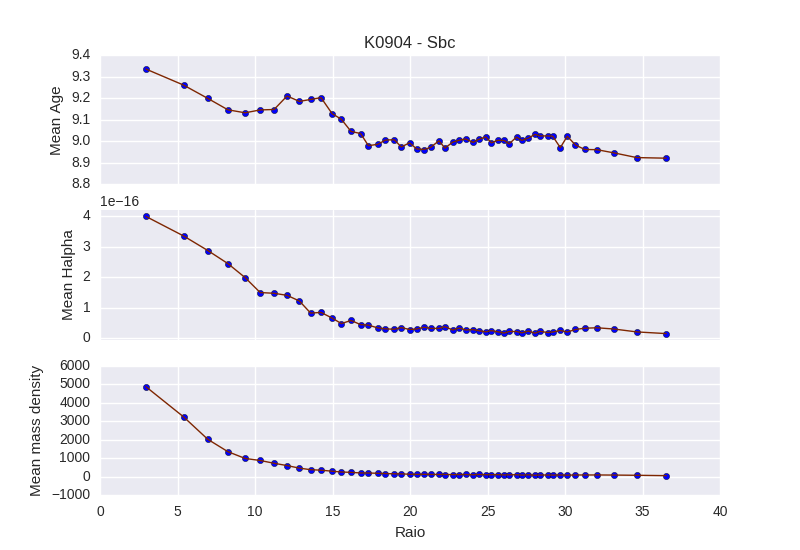 K0904 - Sbc
9.4
9.3
9.2
9.1
9.0
8.9
8.8
Mean Age
1e−16
4
3
2
1
0
Mean Halpha
6000
5000
4000
3000
2000
1000
0
−1000
Mean mass density
0 5 10 15 20 25 30 35 40
Raio